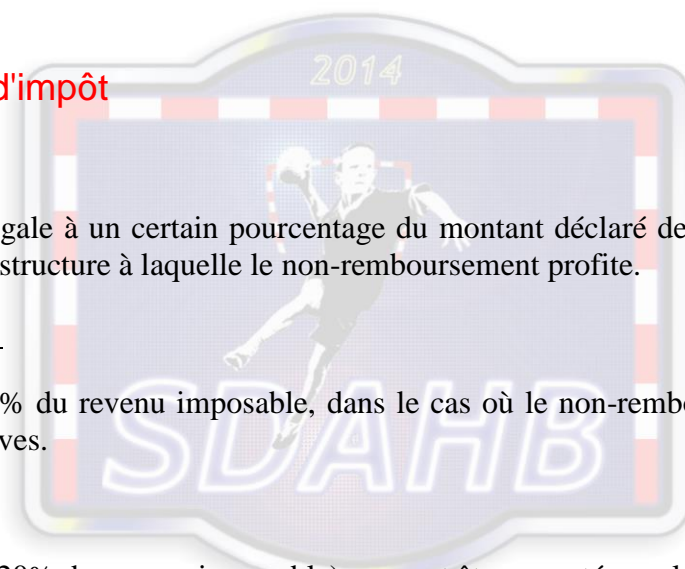 d'impôt
2014
gale à un certain pourcentage du montant déclaré de
structure à laquelle le non-remboursement profite.
% du revenu imposable, dans le cas où le non-rembo
ves.
SDAHB